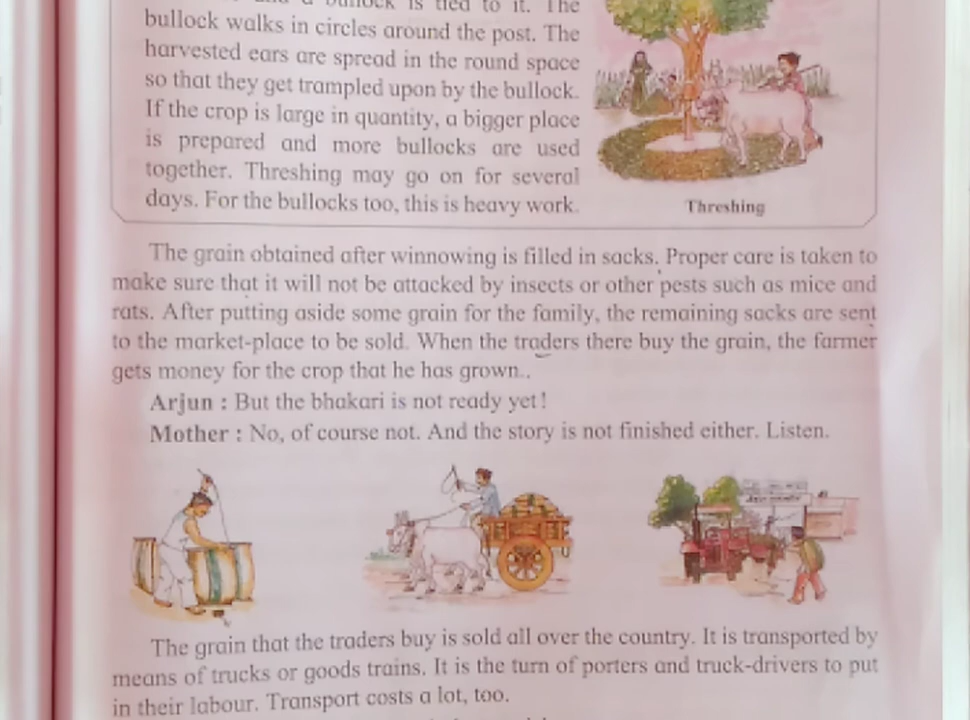 bullock is tied to it. The
bullock walks in circles around the post. The
harvested ears are spread in the round space
so that they get trampled upon by the bullock.
If the crop is large in quantity, a bigger place
is prepared and more bullocks are used
together. Threshing may go on for several
days. For the bullocks too, this is heavy work.
Threshing
The grain obtained after winnowing is filled in sacks. Proper care is taken to
make sure that it will not be attacked by insects or other pests such as mice and
rats. After putting aside some grain for the family, the remaining sacks are sent
to the market-place to be sold. When the traders there buy the grain, the farmer
gets money for the crop that he has grown..
Arjun : But the bhakari is not ready yet!
Mother : No, of course not. And the story is not finished either. Listen.
The grain that the traders buy is sold all over the country. It is transported by
means of trucks or goods trains. It is the turn of porters and truck-drivers to put
in their labour. Transport costs a lot, too.